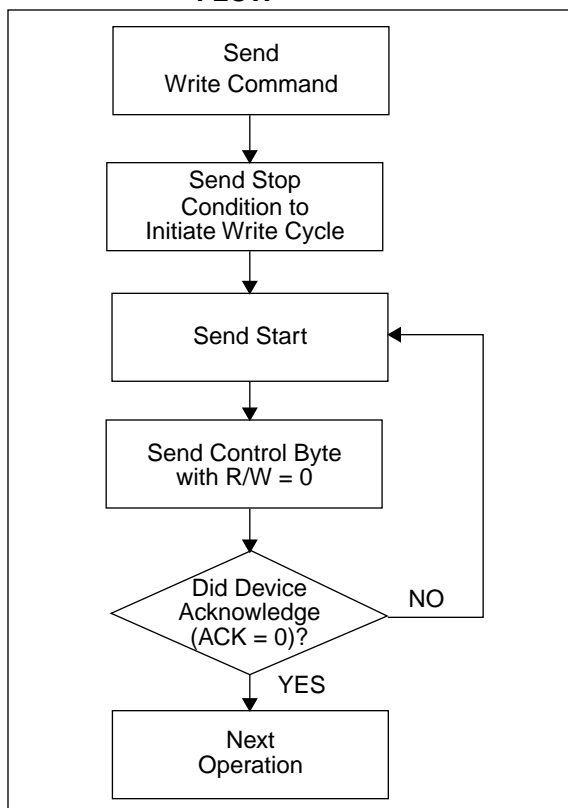 Send
Write Command
Send Stop
Condition to
Initiate Write Cycle
Send Start
Send Control Byte
with R/W = 0
Did Device
Acknowledge
(ACK = 0)?
NO
YES
Next
Operation